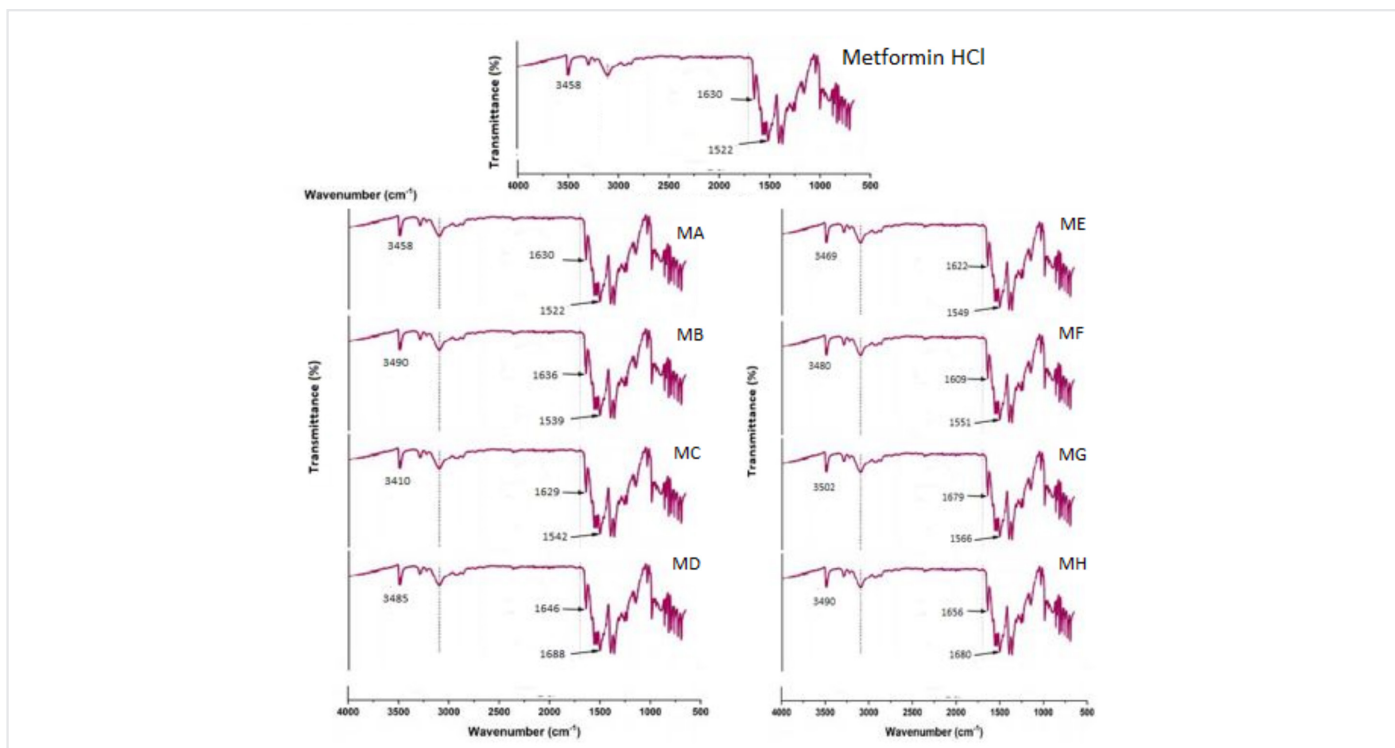 Metformin HCl
Transmittance (%)
3458
1630
1522
4000 3500 3000 2500 2000 1500 1000 500
Wavenumber (cm-1)
MA
3458
1630
1522
MB
3490
1636
1539
MC
3410
1629
1542
MD
3485
1646
1688
Transmittance (%)
4000 3500 3000 2500 2000 1500 1000 500
Wavenumber (cm-1)
ME
3469
1622
1549
MF
3480
1609
1551
MG
3502
1679
1566
MH
3490
1656
1680
Transmittance (%)
4000 3500 3000 2500 2000 1500 1000 500
Wavenumber (cm-1)